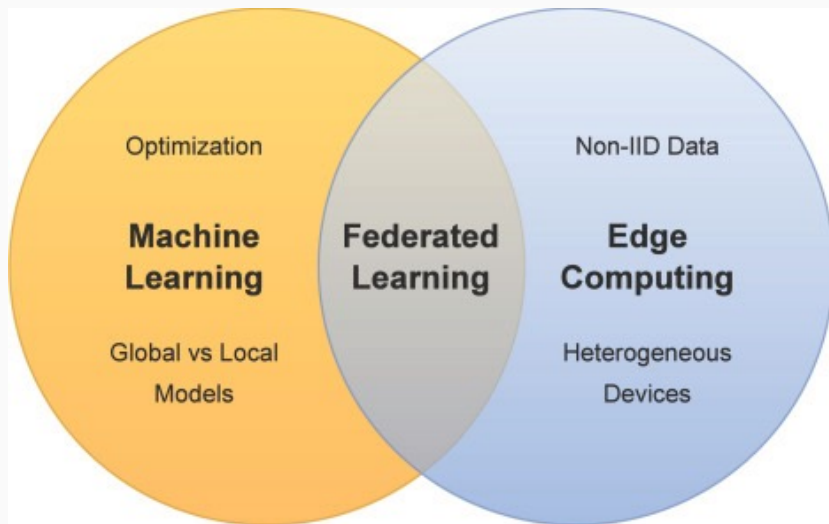 Optimization
Machine
Learning
Global vs Local
Models
Federated
Learning
Non-IID Data
Edge
Computing
Heterogeneous
Devices